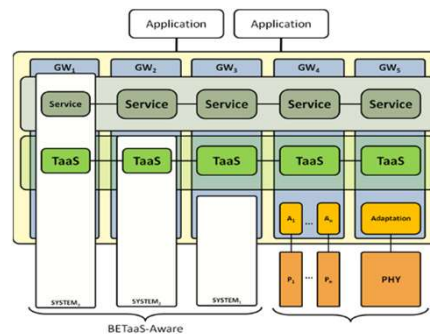 Application Application
GW1 GW2 GW3 GW4 GW5
Service Service Service Service Service
TaaS TaaS TaaS TaaS TaaS
A1 ... An Adaptation
P1 ... Pn PHY
SYSTEM1 SYSTEM2
BETaaS-Aware